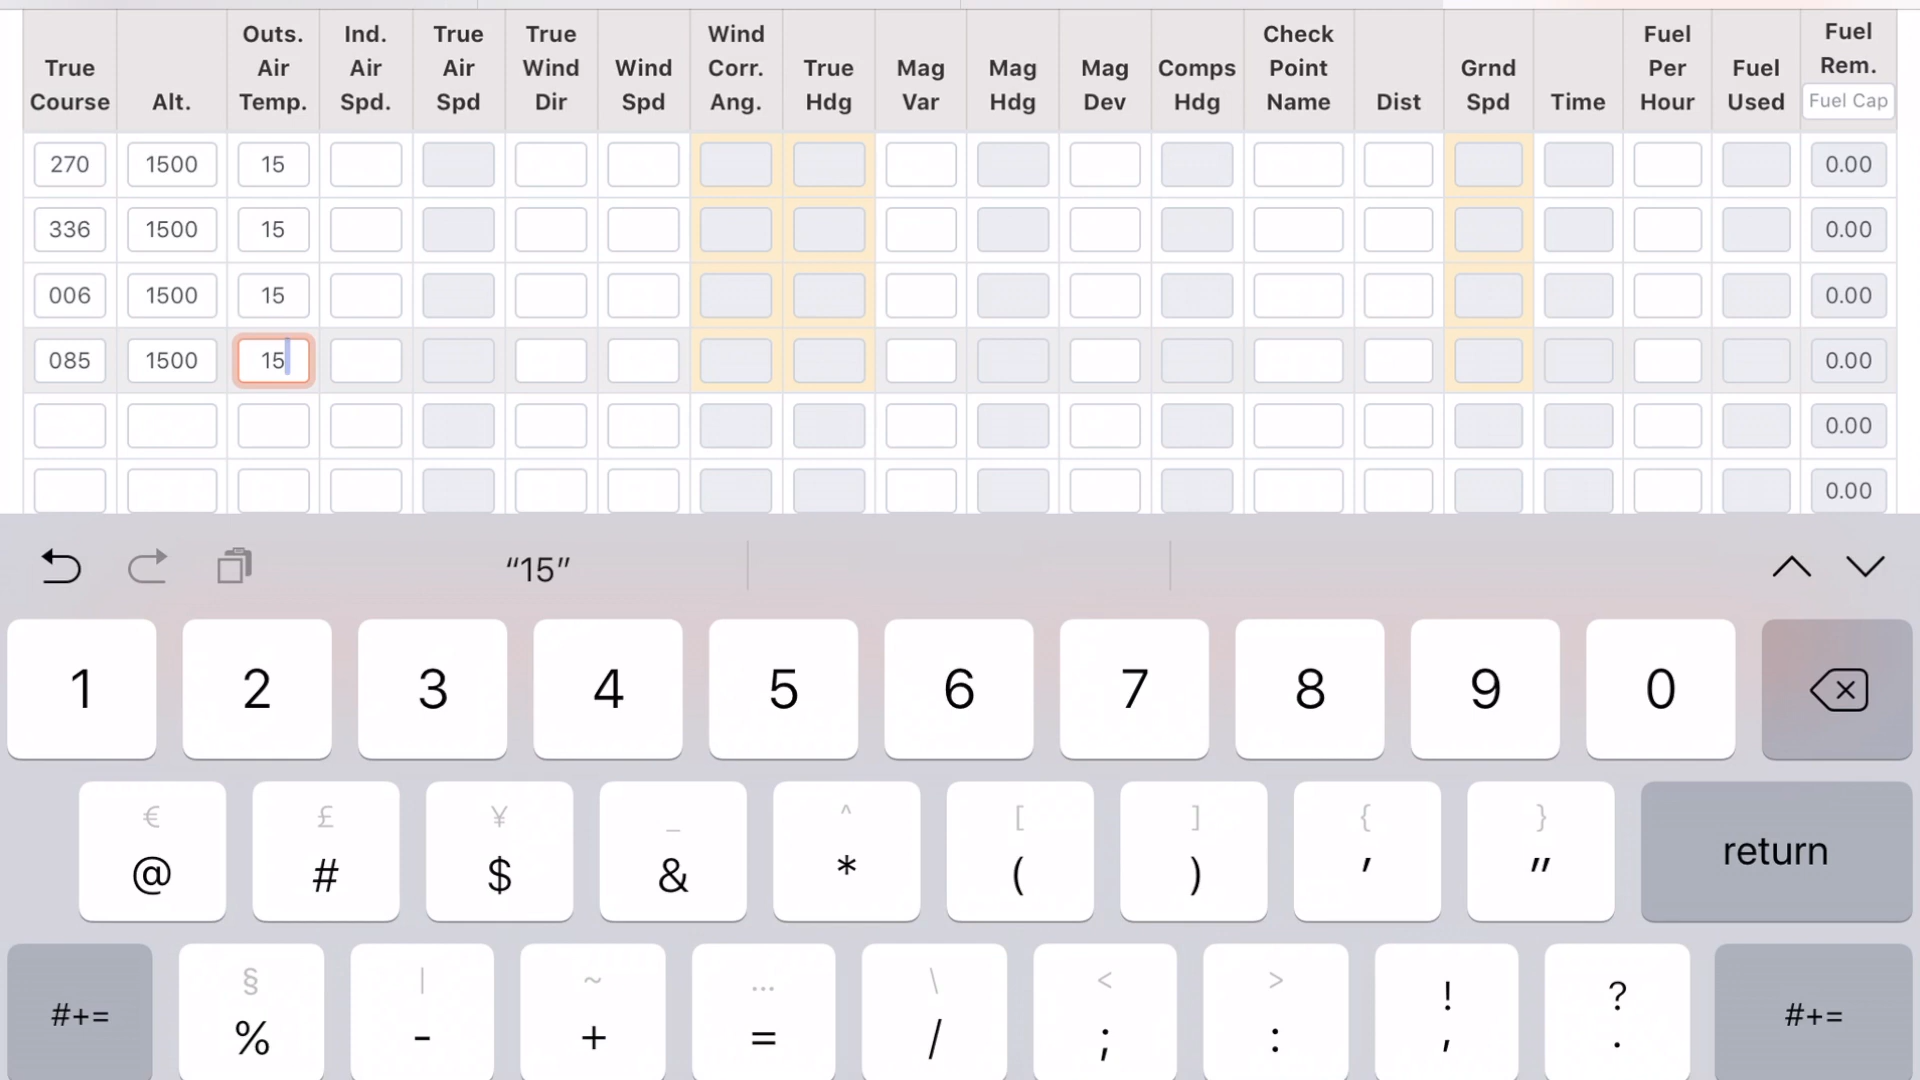 True Course
Alt.
Outs. Air Temp.
Ind. Air Spd.
True Air Spd
True Wind Dir
Wind Spd
Wind Corr. Ang.
True Hdg
Mag Var
Mag Hdg
Mag Dev
Comps Hdg
Check Point Name
Dist
Grnd Spd
Time
Fuel Per Hour
Fuel Used
Fuel Rem.
Fuel Cap
270 1500 15 0.00
336 1500 15 0.00
006 1500 15 0.00
085 1500 15 0.00
0.00
0.00
“15”
1 2 3 4 5 6 7 8 9 0
€ £ ¥ _ ^ [ ] { }
@ # $ & * ( ) ' " return
§ | ~ … \ < > ! ?
#+= % - + = / ; : , . #+=